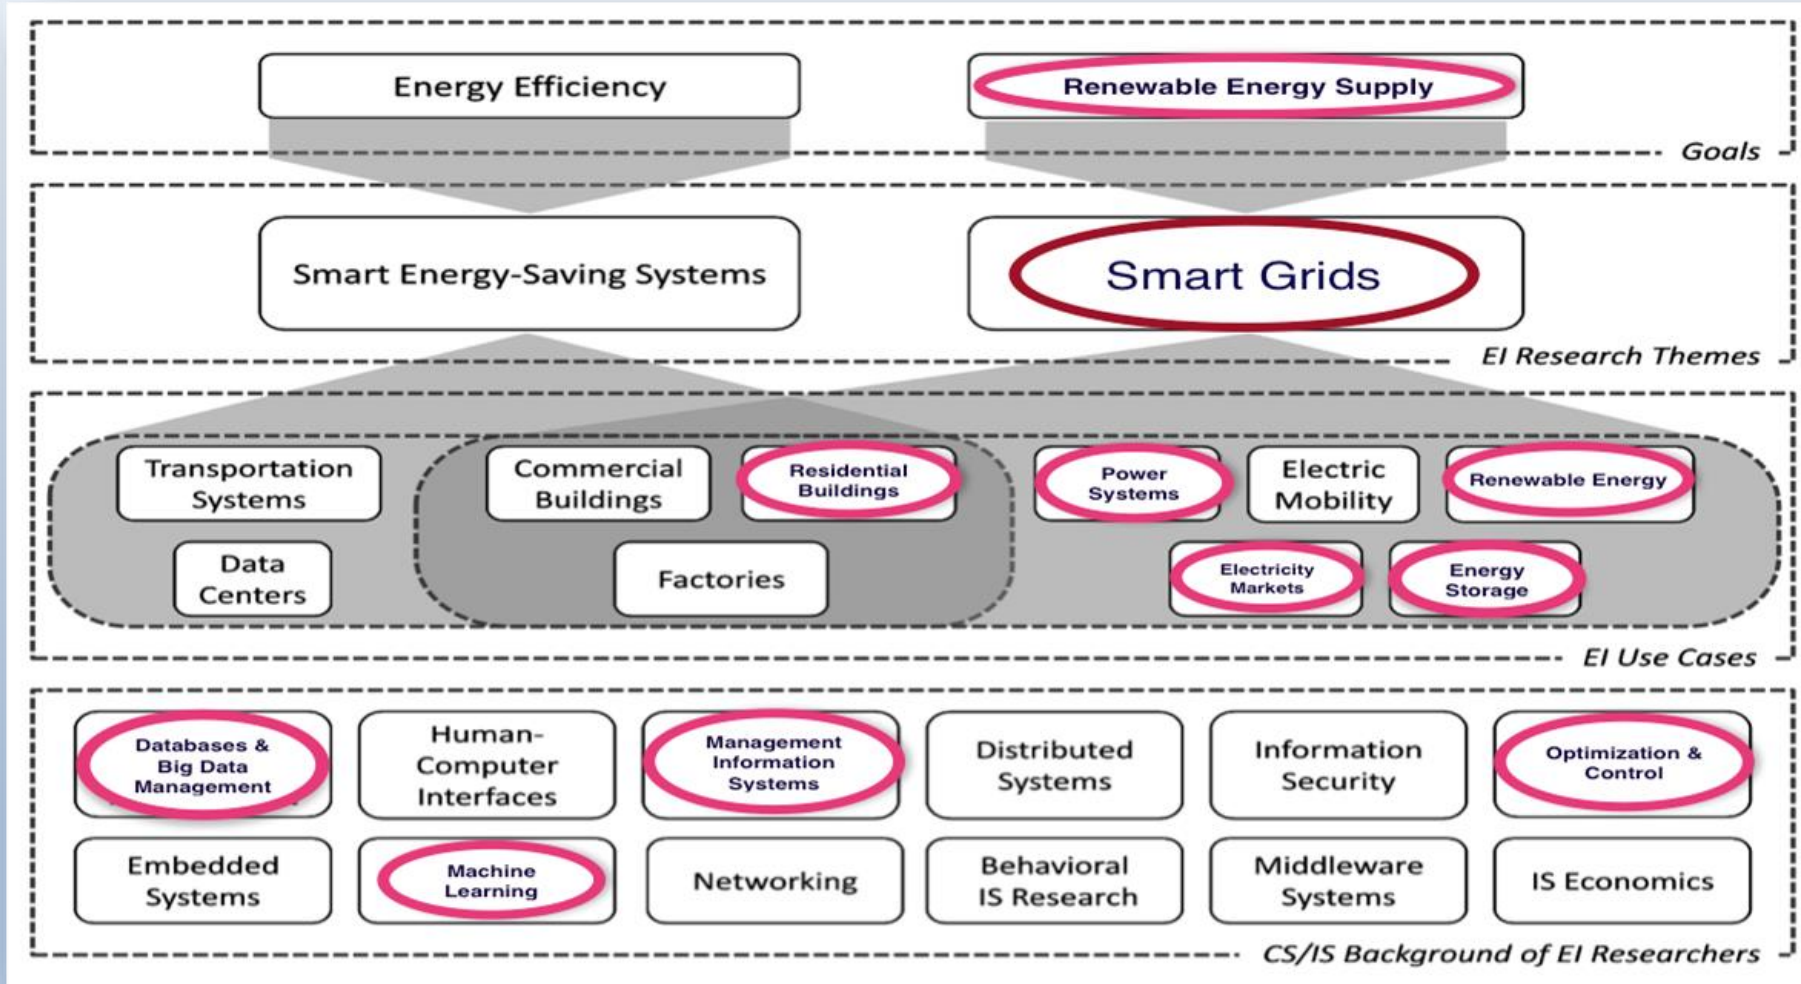 Energy Efficiency
Renewable Energy Supply
Goals
Smart Energy-Saving Systems
Smart Grids
EI Research Themes
Transportation
Systems
Commercial
Buildings
Residential
Buildings
Power
Systems
Electric
Mobility
Renewable Energy
Data
Centers
Factories
Electricity
Markets
Energy
Storage
EI Use Cases
Databases &
Big Data
Management
Human-
Computer
Interfaces
Management
Information
Systems
Distributed
Systems
Information
Security
Optimization &
Control
Embedded
Systems
Machine
Learning
Networking
Behavioral
IS Research
Middleware
Systems
IS Economics
CS/IS Background of EI Researchers